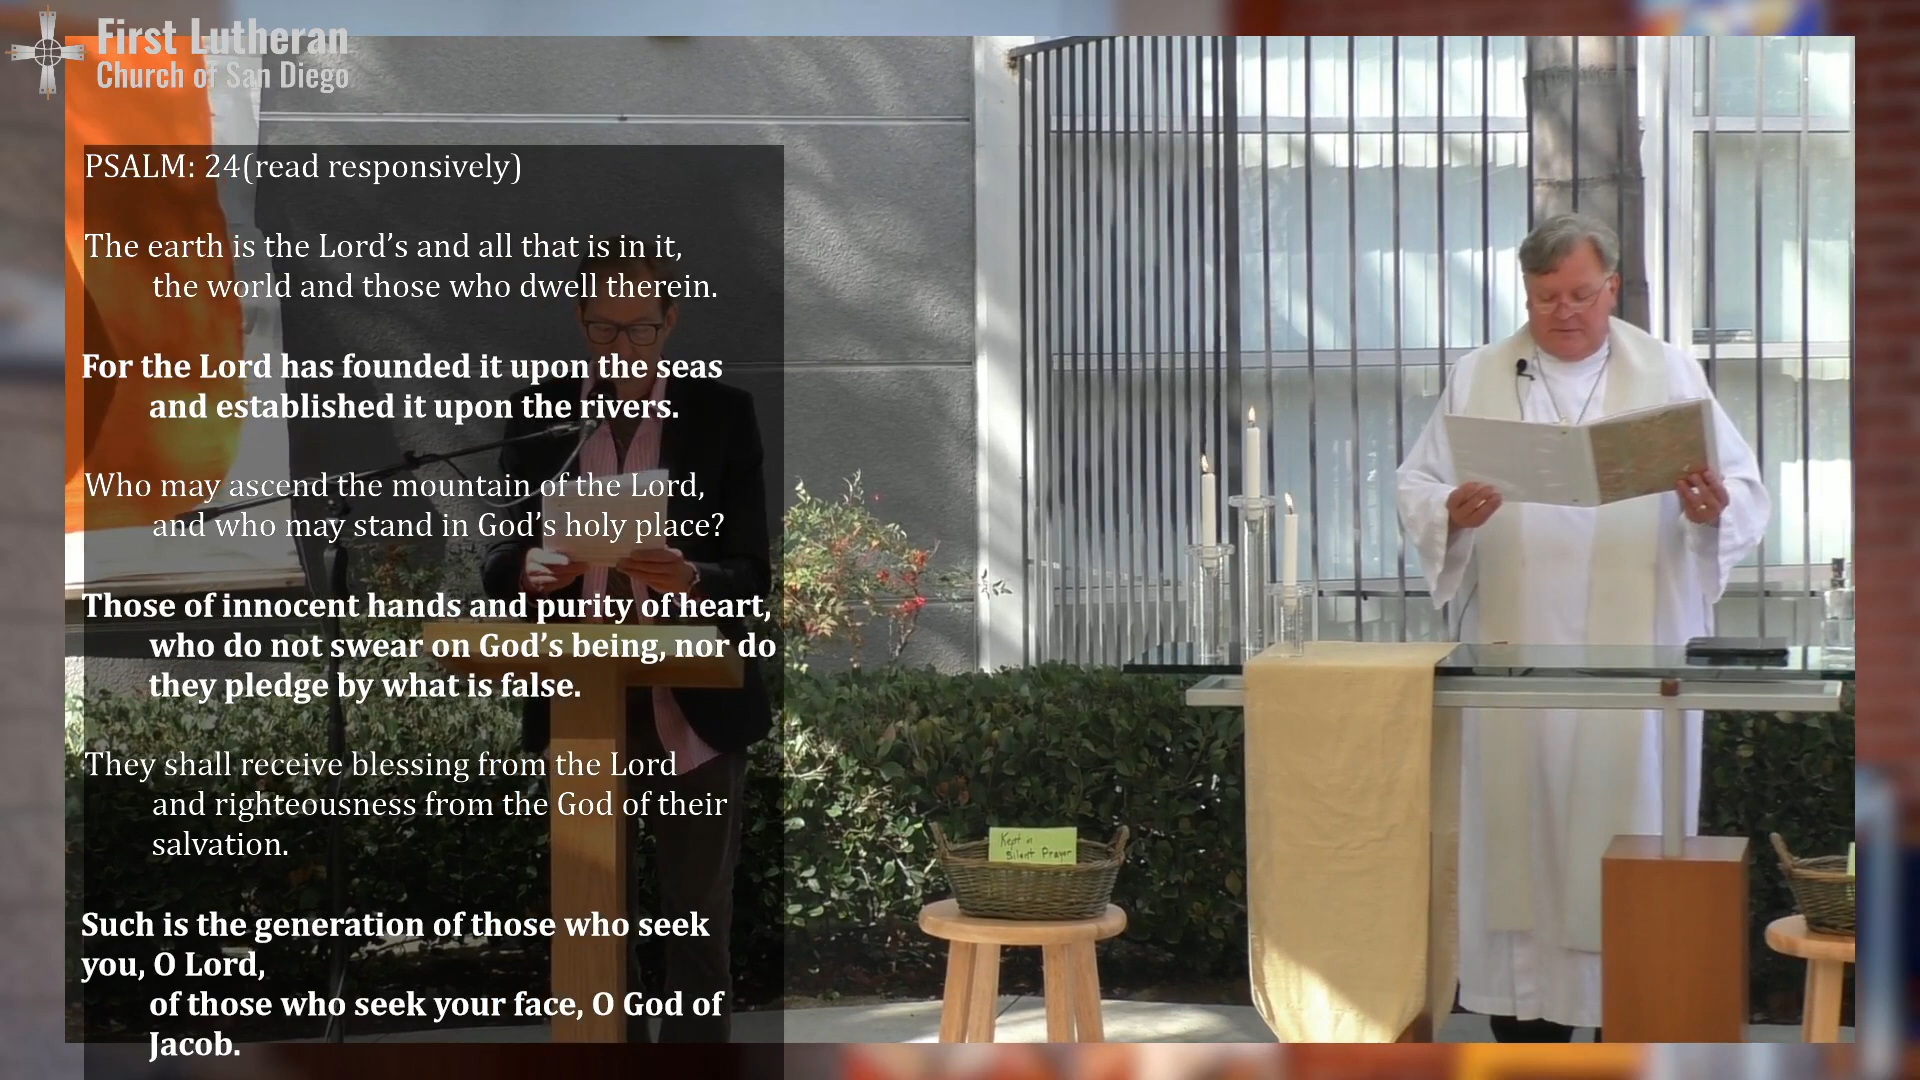 First Lutheran
Church of San Diego
PSALM: 24(read responsively)
The earth is the Lord’s and all that is in it,
the world and those who dwell therein.
For the Lord has founded it upon the seas
and established it upon the rivers.
Who may ascend the mountain of the Lord,
and who may stand in God’s holy place?
Those of innocent hands and purity of heart,
who do not swear on God’s being, nor do
they pledge by what is false.
They shall receive blessing from the Lord
and righteousness from the God of their
salvation.
Such is the generation of those who seek
you, O Lord,
of those who seek your face, O God of
Jacob.
Kept in
Silent Prayer